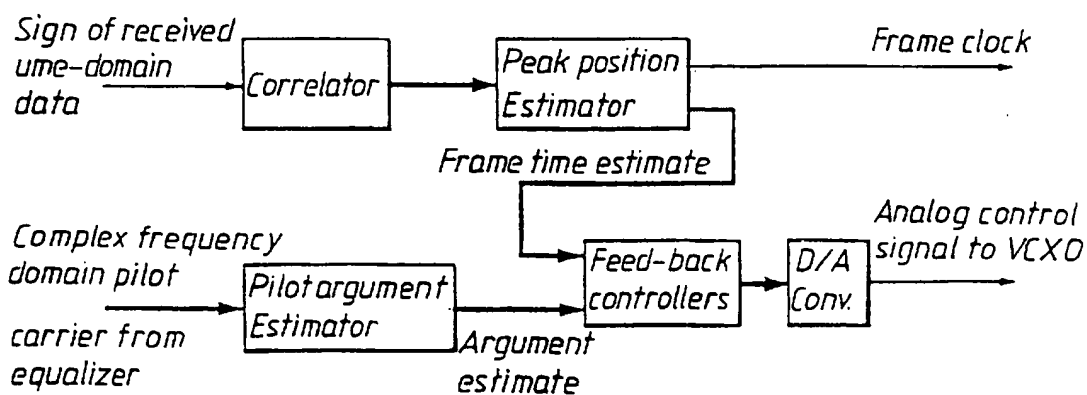 Sign of received
ume-domain
data
Correlator
Peak position
Estimator
Frame clock
Frame time estimate
Complex frequency
domain pilot
carrier from
equalizer
Pilot argument
Estimator
Argument
estimate
Feed-back
controllers
D/A
Conv.
Analog control
signal to VCXO